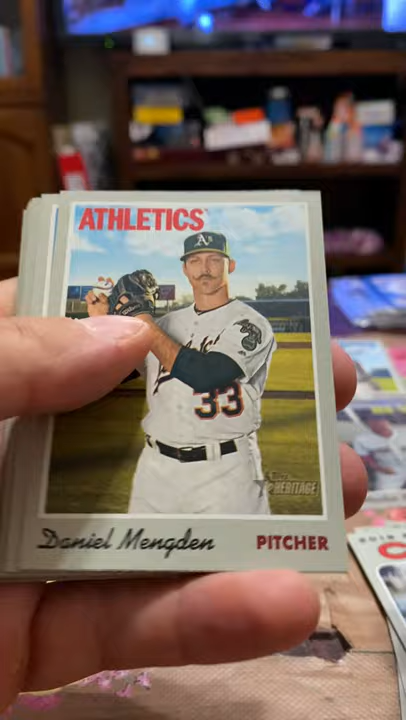 ATHLETICS
A's
33
Topps
HERITAGE
Daniel Mengden
PITCHER